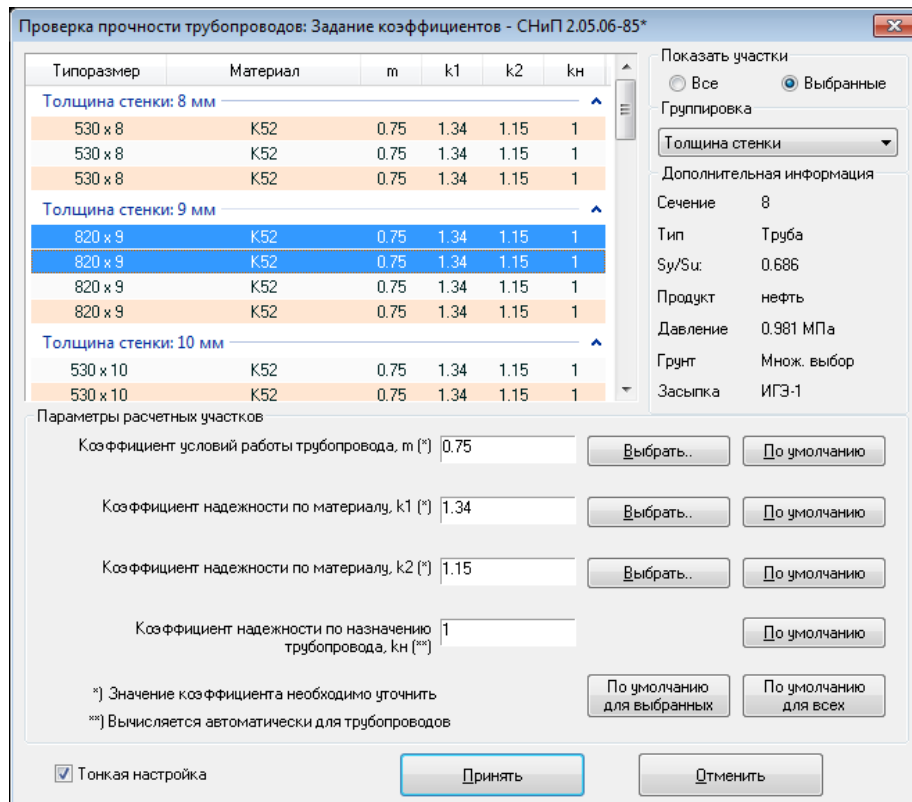 Проверка прочности трубопроводов: Задание коэффициентов - СНиП 2.05.06-85*
Типоразмер Материал m k1 k2 kн
Толщина стенки: 8 мм
530 x 8 K52 0.75 1.34 1.15 1
530 x 8 K52 0.75 1.34 1.15 1
530 x 8 K52 0.75 1.34 1.15 1
Толщина стенки: 9 мм
820 x 9 K52 0.75 1.34 1.15 1
820 x 9 K52 0.75 1.34 1.15 1
820 x 9 K52 0.75 1.34 1.15 1
820 x 9 K52 0.75 1.34 1.15 1
Толщина стенки: 10 мм
530 x 10 K52 0.75 1.34 1.15 1
530 x 10 K52 0.75 1.34 1.15 1
Показать участки
Все Выбранные
Группировка
Толщина стенки
Дополнительная информация
Сечение 8
Тип Труба
Sy/Su: 0.686
Продукт нефть
Давление 0.981 МПа
Грунт Множ. выбор
Засыпка ИГЭ-1
Параметры расчетных участков
Коэффициент условий работы трубопровода, m (*) 0.75 Выбрать.. По умолчанию
Коэффициент надежности по материалу, k1 (*) 1.34 Выбрать.. По умолчанию
Коэффициент надежности по материалу, k2 (*) 1.15 Выбрать.. По умолчанию
Коэффициент надежности по назначению 1 По умолчанию
трубопровода, kн (**)
*) Значение коэффициента необходимо уточнить
**) Вычисляется автоматически для трубопроводов
По умолчанию
для выбранных
По умолчанию
для всех
Тонкая настройка Принять Отменить